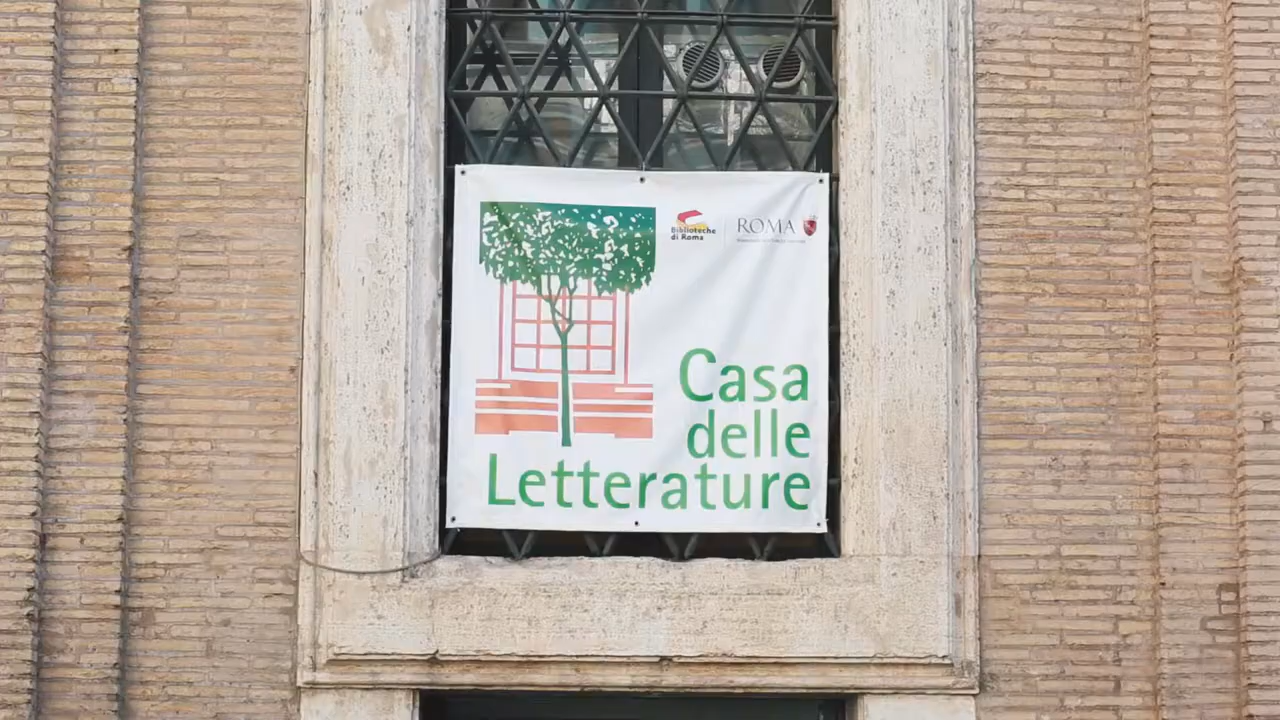 Biblioteche
di Roma
ROMA
Casa
delle
Letterature